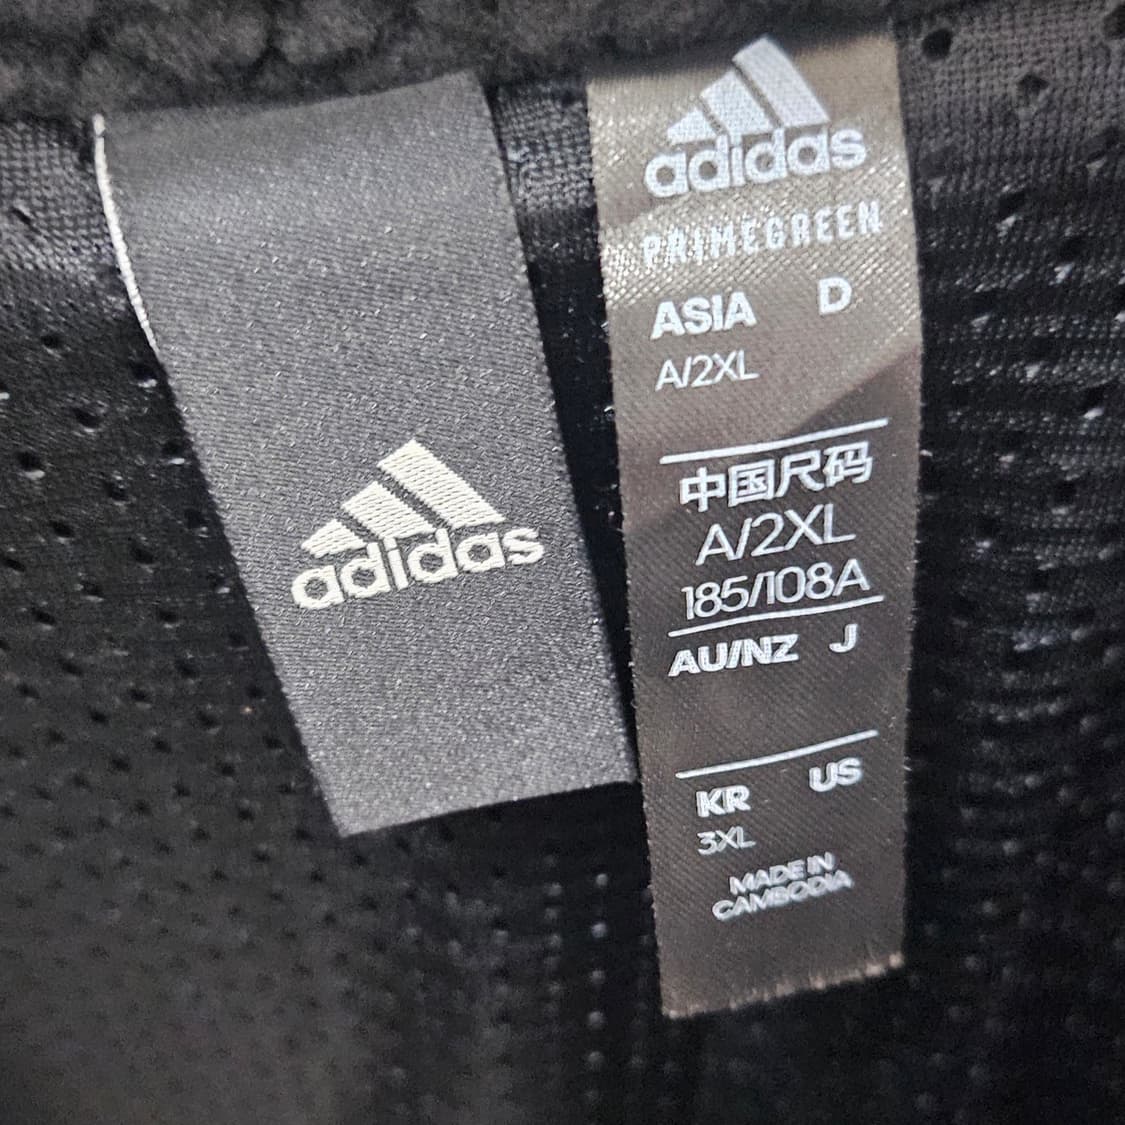 adidas
adidas
PRIMEGREEN
ASIA D
A/2XL
中国尺码
A/2XL
185/108A
AU/NZ J
KR US
3XL
MADE IN
CAMBODIA